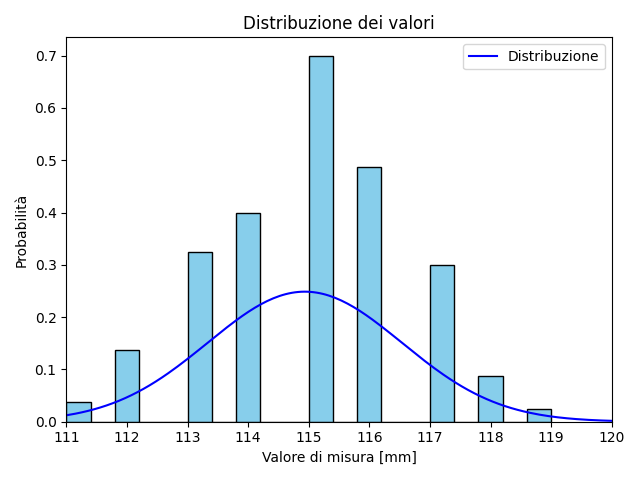 Distribuzione dei valori
Distribuzione
Probabilità
0.7
0.6
0.5
0.4
0.3
0.2
0.1
0.0
111 112 113 114 115 116 117 118 119 120
Valore di misura [mm]